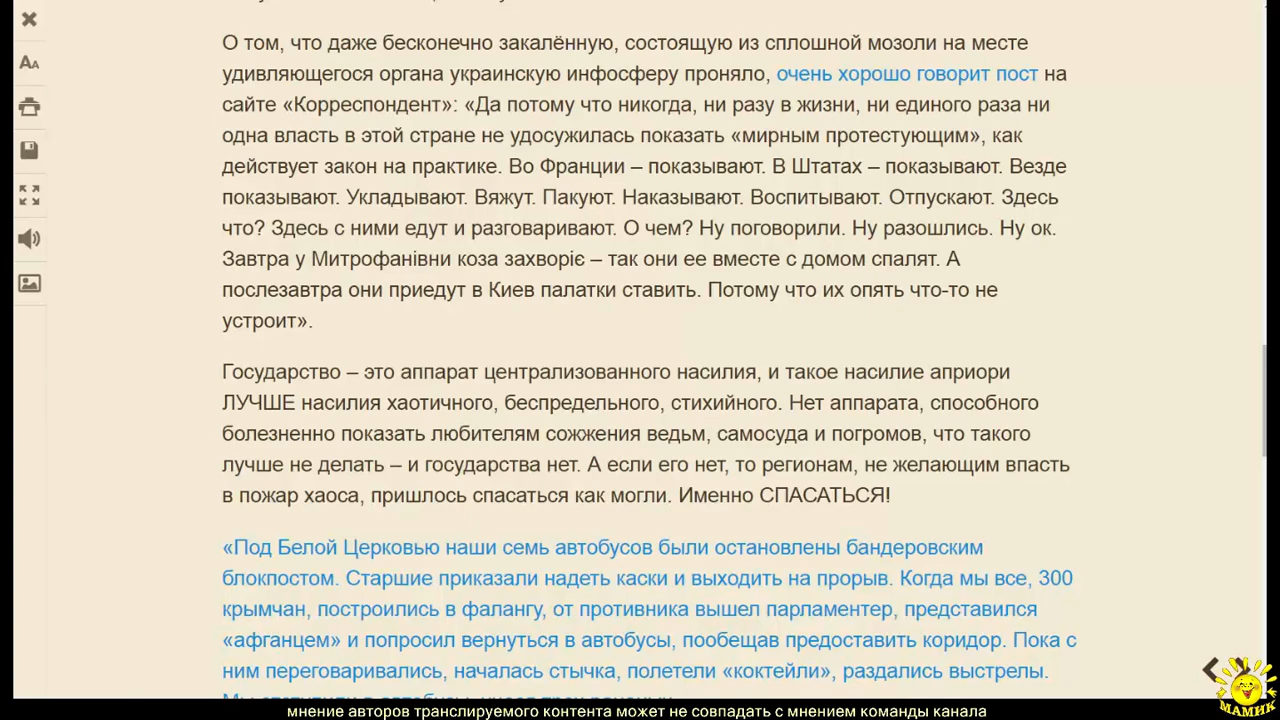 О том, что даже бесконечно закалённую, состоящую из сплошной мозоли на месте
удивляющегося органа украинскую инфосферу проняло, очень хорошо говорит пост на
сайте «Корреспондент»: «Да потому что никогда, ни разу в жизни, ни единого раза ни
одна власть в этой стране не удосужилась показать «мирным протестующим», как
действует закон на практике. Во Франции – показывают. В Штатах – показывают. Везде
показывают. Укладывают. Вяжут. Пакуют. Наказывают. Воспитывают. Отпускают. Здесь
что? Здесь с ними едут и разговаривают. О чем? Ну поговорили. Ну разошлись. Ну ок.
Завтра у Митрофанівни коза захворіє – так они ее вместе с домом спалят. А
послезавтра они приедут в Киев палатки ставить. Потому что их опять что-то не
устроит».
Государство – это аппарат централизованного насилия, и такое насилие априори
ЛУЧШЕ насилия хаотичного, беспредельного, стихийного. Нет аппарата, способного
болезненно показать любителям сожжения ведьм, самосуда и погромов, что такого
лучше не делать – и государства нет. А если его нет, то регионам, не желающим впасть
в пожар хаоса, пришлось спасаться как могли. Именно СПАСАТЬСЯ!
«Под Белой Церковью наши семь автобусов были остановлены бандеровским
блокпостом. Старшие приказали надеть каски и выходить на прорыв. Когда мы все, 300
крымчан, построились в фалангу, от противника вышел парламентер, представился
«афганцем» и попросил вернуться в автобусы, пообещав предоставить коридор. Пока с
ним переговаривались, началась стычка, полетели «коктейли», раздались выстрелы.
МАМИК
мнение авторов транслируемого контента может не совпадать с мнением команды канала